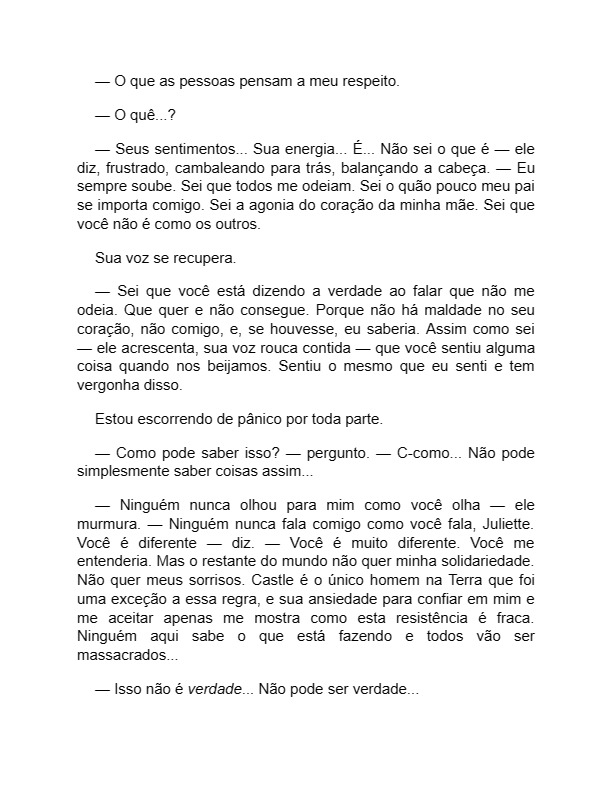 — O que as pessoas pensam a meu respeito.
— O quê...?
— Seus sentimentos... Sua energia... É... Não sei o que é — ele
diz, frustrado, cambaleando para trás, balançando a cabeça. — Eu
sempre soube. Sei que todos me odeiam. Sei o quão pouco meu pai
se importa comigo. Sei a agonia do coração da minha mãe. Sei que
você não é como os outros.
Sua voz se recupera.
— Sei que você está dizendo a verdade ao falar que não me
odeia. Que quer e não consegue. Porque não há maldade no seu
coração, não comigo, e, se houvesse, eu saberia. Assim como sei
— ele acrescenta, sua voz rouca contida — que você sentiu alguma
coisa quando nos beijamos. Sentiu o mesmo que eu senti e tem
vergonha disso.
Estou escorrendo de pânico por toda parte.
— Como pode saber isso? — pergunto. — C-como... Não pode
simplesmente saber coisas assim...
— Ninguém nunca olhou para mim como você olha — ele
murmura. — Ninguém nunca fala comigo como você fala, Juliette.
Você é diferente — diz. — Você é muito diferente. Você me
entenderia. Mas o restante do mundo não quer minha solidariedade.
Não quer meus sorrisos. Castle é o único homem na Terra que foi
uma exceção a essa regra, e sua ansiedade para confiar em mim e
me aceitar apenas me mostra como esta resistência é fraca.
Ninguém aqui sabe o que está fazendo e todos vão ser
massacrados...
— Isso não é verdade... Não pode ser verdade...